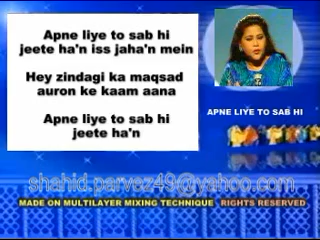 Apne liye to sab hi
jeete ha'n iss jaha'n mein
Hey zindagi ka maqsad
auron ke kaam aana
Apne liye to sab hi
jeete ha'n
APNE LIYE TO SAB HI
shahid.parvez49@yahoo.com
MADE ON MULTILAYER MIXING TECHNIQUE RIGHTS RESERVED